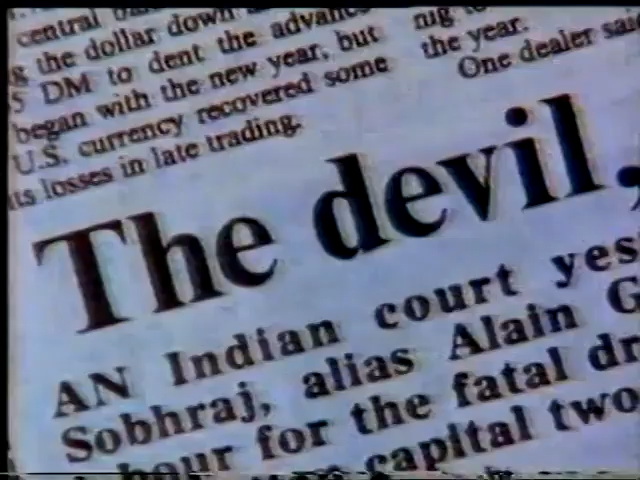 central
g the dollar down
5 DM to dent the advance
began with the new year, but
U.S. currency recovered some
its losses in late trading.
the year.
One dealer sai
The devil,
AN Indian court yes
Sobhraj, alias Alain G
hour for the fatal dr
capital two